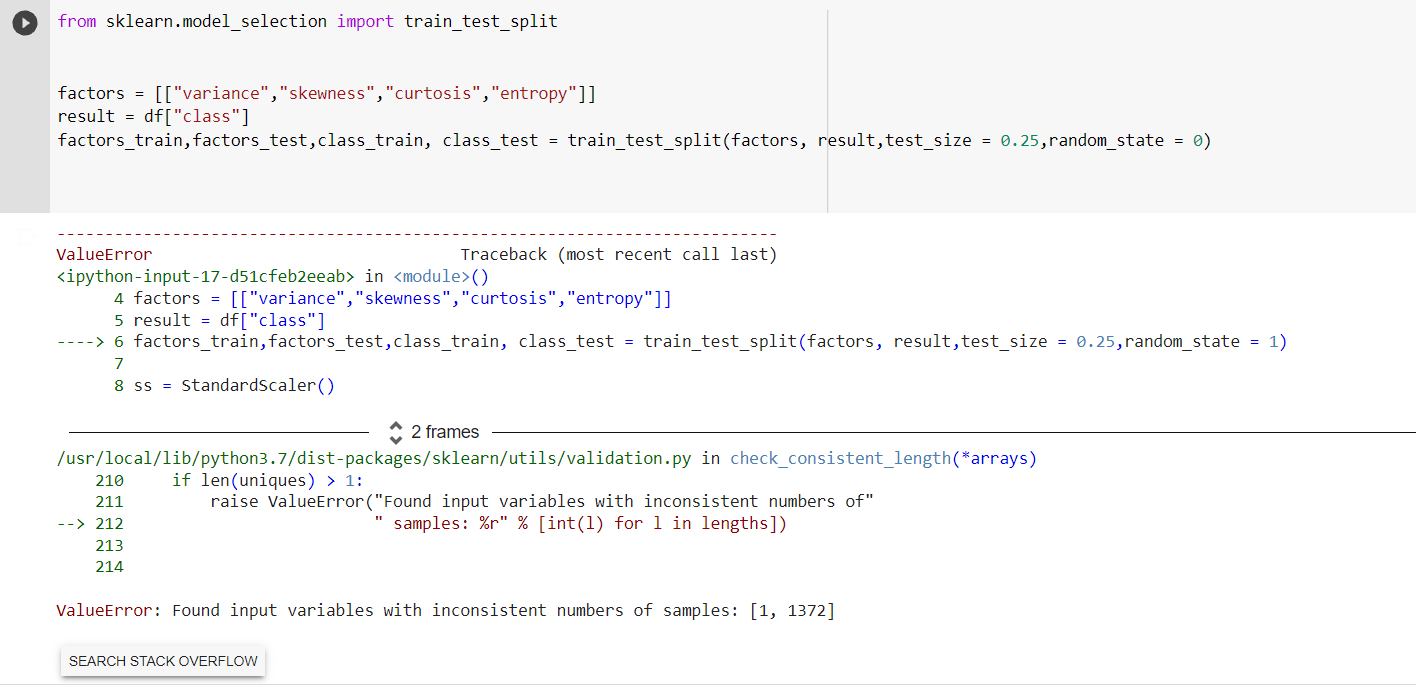 from sklearn.model_selection import train_test_split
factors = [["variance","skewness","curtosis","entropy"]]
result = df["class"]
factors_train,factors_test,class_train, class_test = train_test_split(factors, result,test_size = 0.25,random_state = 0)
---------------------------------------------------------------------------
ValueError                                Traceback (most recent call last)
<ipython-input-17-d51cfeb2eeab> in <module>()
      4 factors = [["variance","skewness","curtosis","entropy"]]
      5 result = df["class"]
----> 6 factors_train,factors_test,class_train, class_test = train_test_split(factors, result,test_size = 0.25,random_state = 1)
      7
      8 ss = StandardScaler()
2 frames
/usr/local/lib/python3.7/dist-packages/sklearn/utils/validation.py in check_consistent_length(*arrays)
    210     if len(uniques) > 1:
    211         raise ValueError("Found input variables with inconsistent numbers of"
--> 212                          " samples: %r" % [int(l) for l in lengths])
    213
    214
ValueError: Found input variables with inconsistent numbers of samples: [1, 1372]
SEARCH STACK OVERFLOW